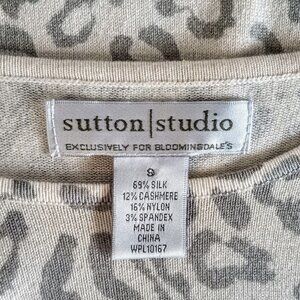 sutton|studio
EXCLUSIVELY FOR BLOOMINGDALE'S
S
69% SILK
12% CASHMERE
16% NYLON
3% SPANDEX
MADE IN
CHINA
WPL10167